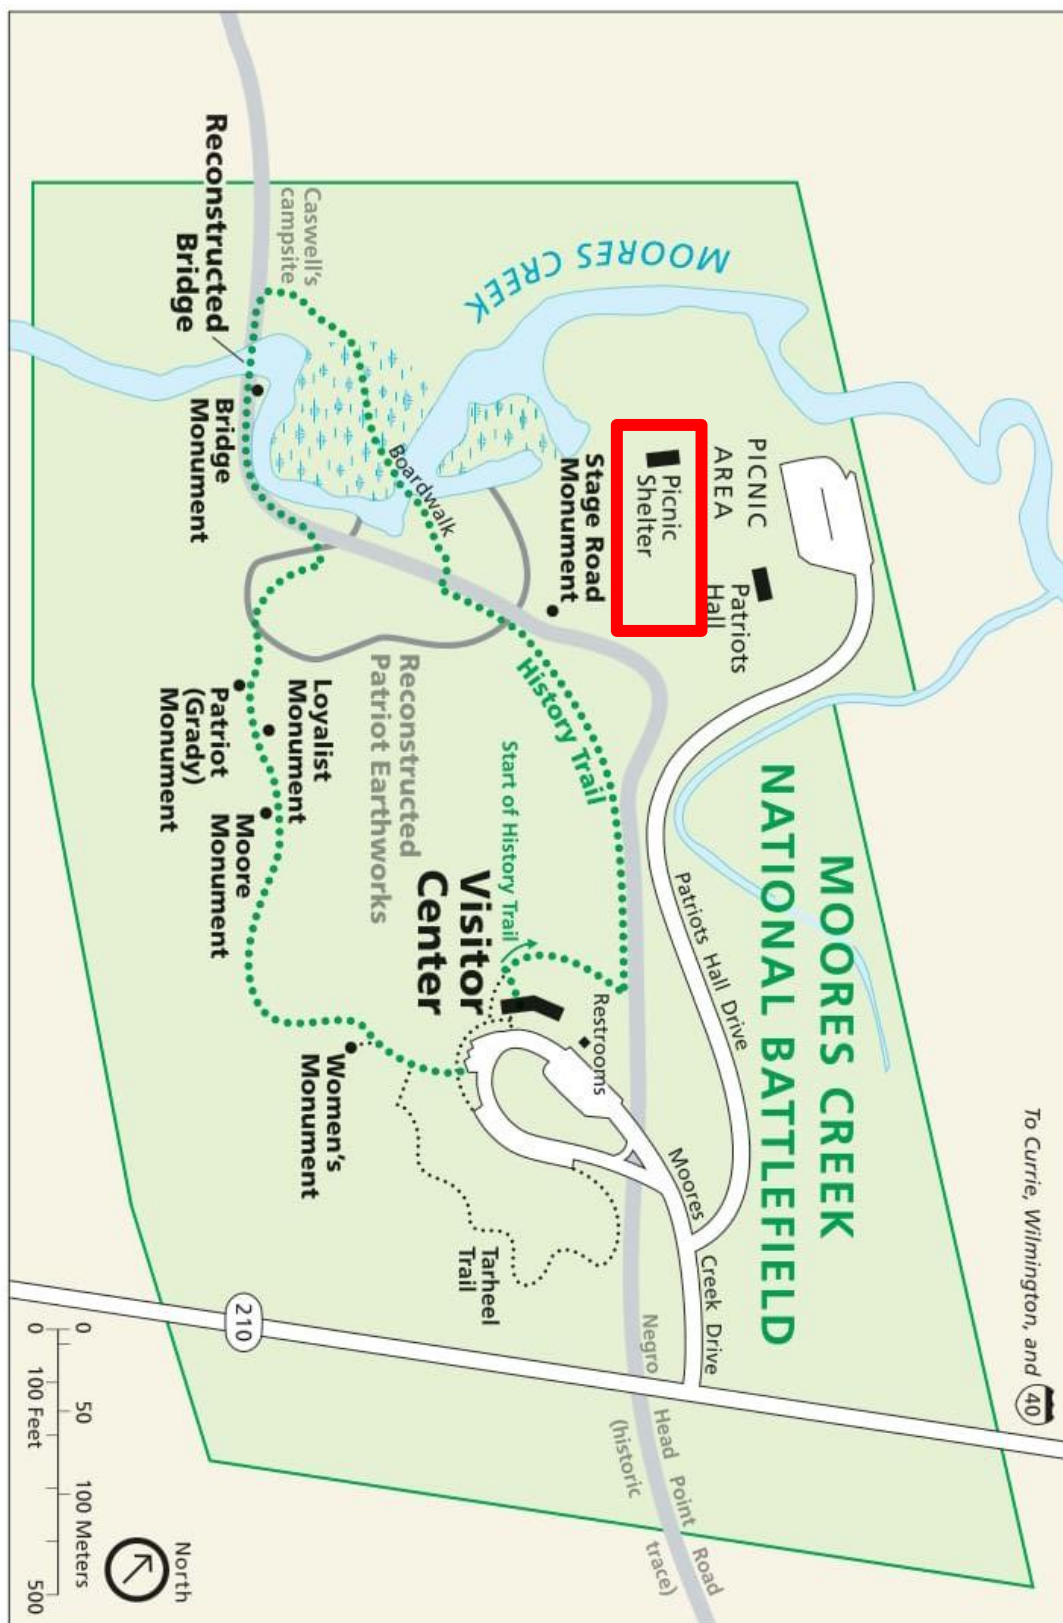 MOORES CREEK
NATIONAL BATTLEFIELD
To Currie, Wilmington, and
40
MOORES CREEK
PICNIC
AREA
Patriots
Hall
Picnic
Shelter
Stage Road
Monument
Patriots Hall Drive
History Trail
Start of History Trail
Boardwalk
Caswell's
campsite
Reconstructed
Bridge
Bridge
Monument
Reconstructed
Patriot Earthworks
Loyalist
Monument
Patriot
(Grady)
Monument
Moore
Monument
Visitor
Center
Restrooms
Women's
Monument
Moores Creek Drive
Tarheel
Trail
Negro Head Point Road
(historic trace)
210
0 50 100 Meters
0 100 Feet 500
North